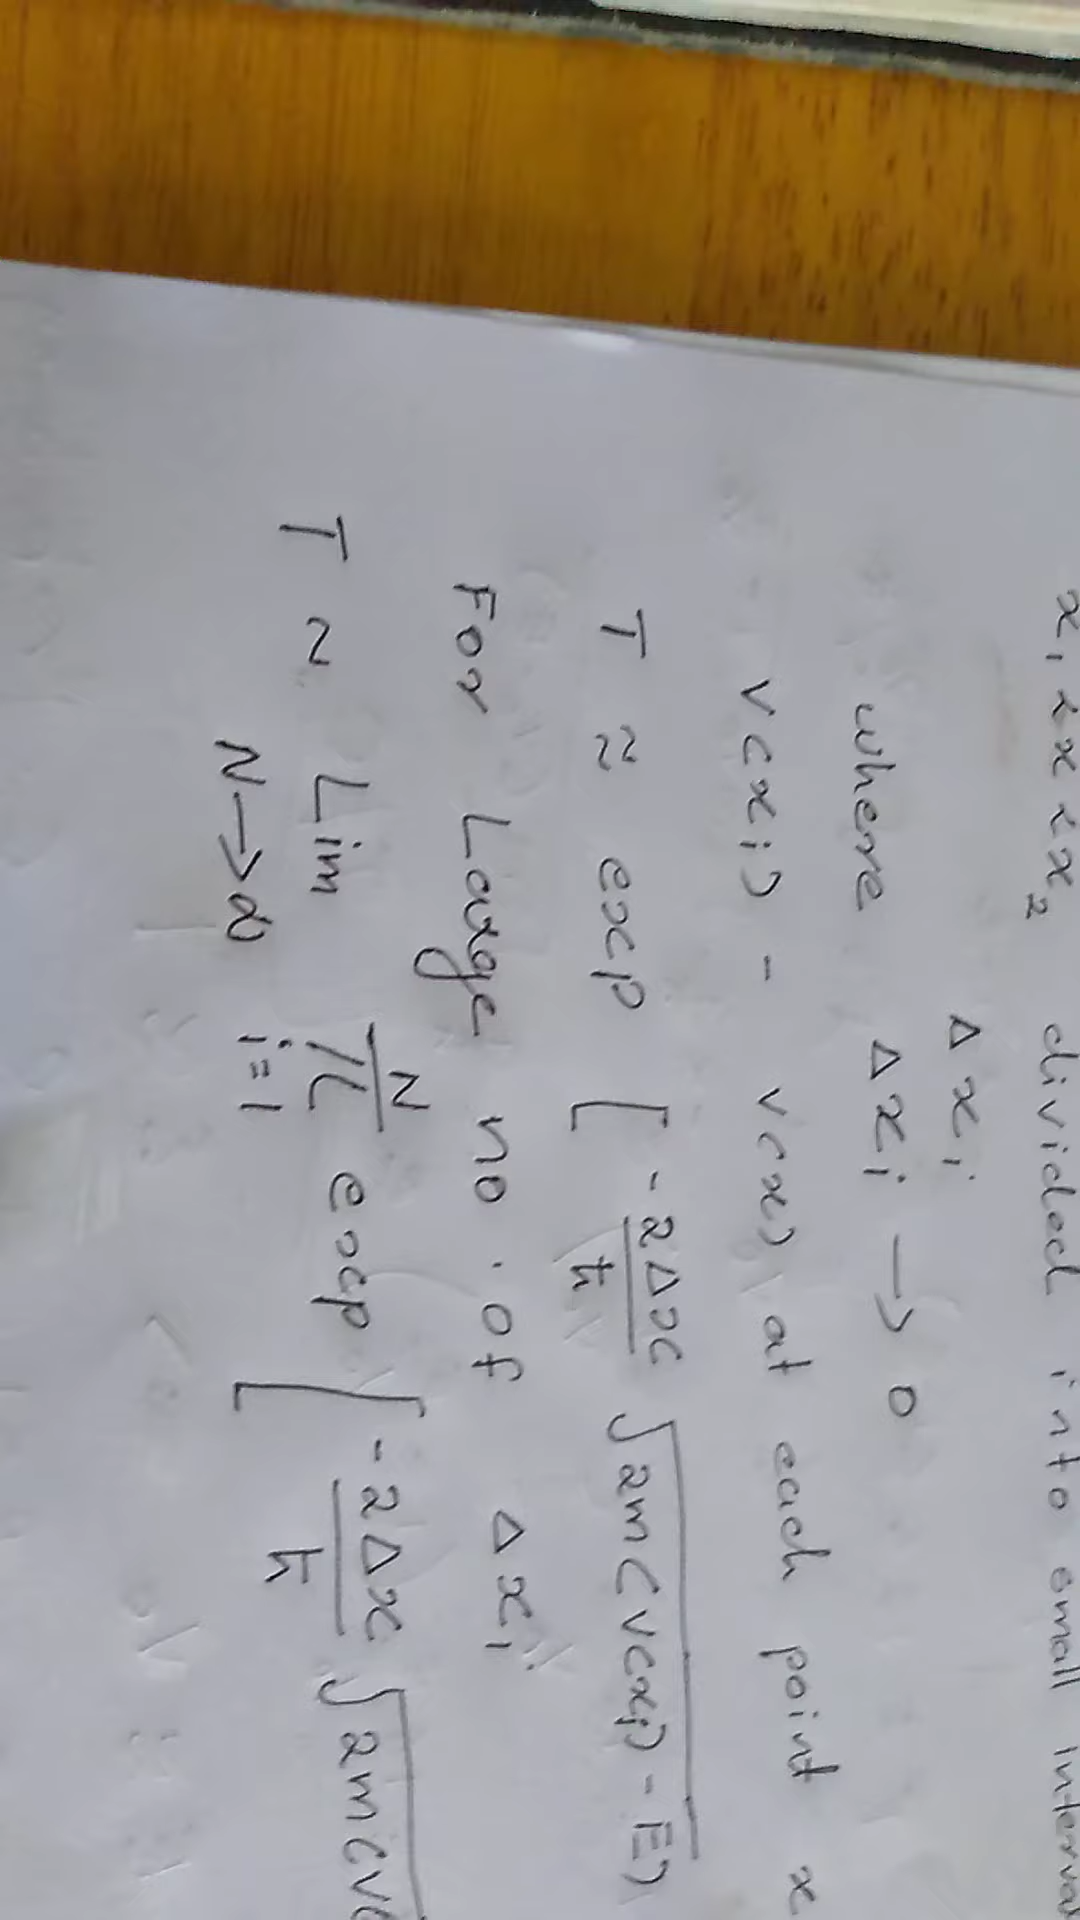 x₁ < x < x₂ divided into small interval
Δxᵢ
where Δxᵢ → 0
V(xᵢ) - V(x) at each point x
T ≈ exp [ -2Δx/ħ √2m(V(xᵢ) - E)
For Large no. of Δxᵢ
T ~ Lim N→∞ π N i=1 exp [ -2Δx/ħ √2m(V(